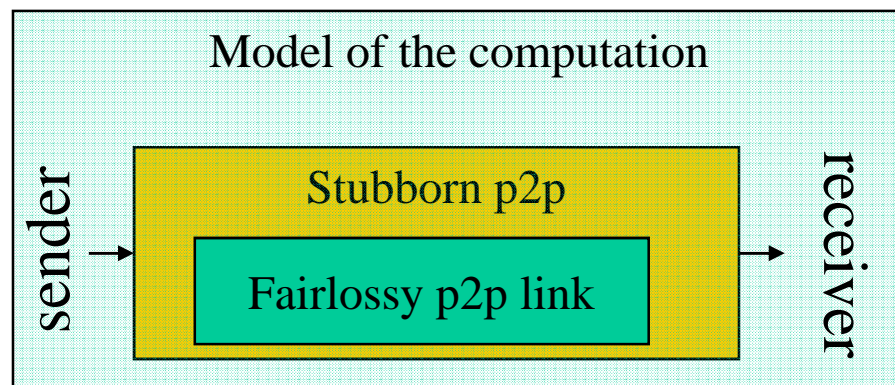 Model of the computation
sender
Stubborn p2p
Fairlossy p2p link
receiver